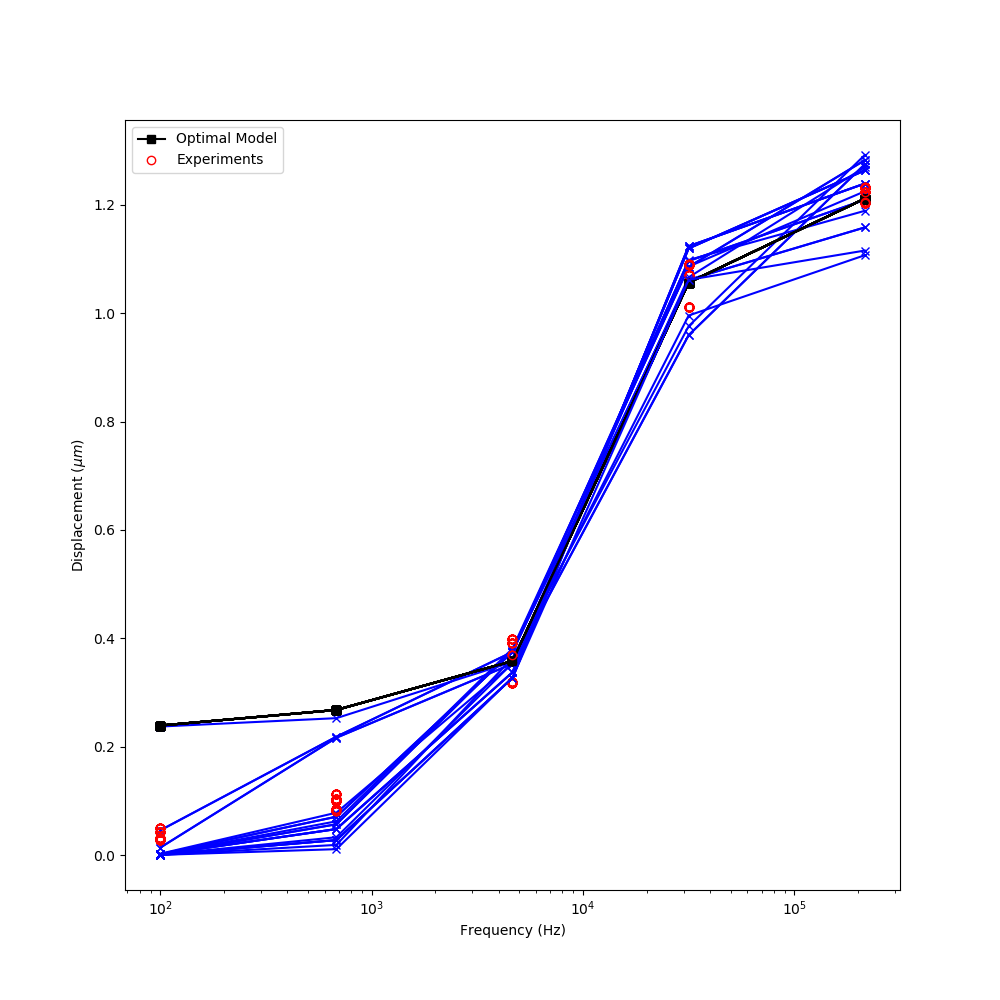 Optimal Model
Experiments
Displacement (μm)
1.2
1.0
0.8
0.6
0.4
0.2
0.0
10² 10³ 10⁴ 10⁵
Frequency (Hz)